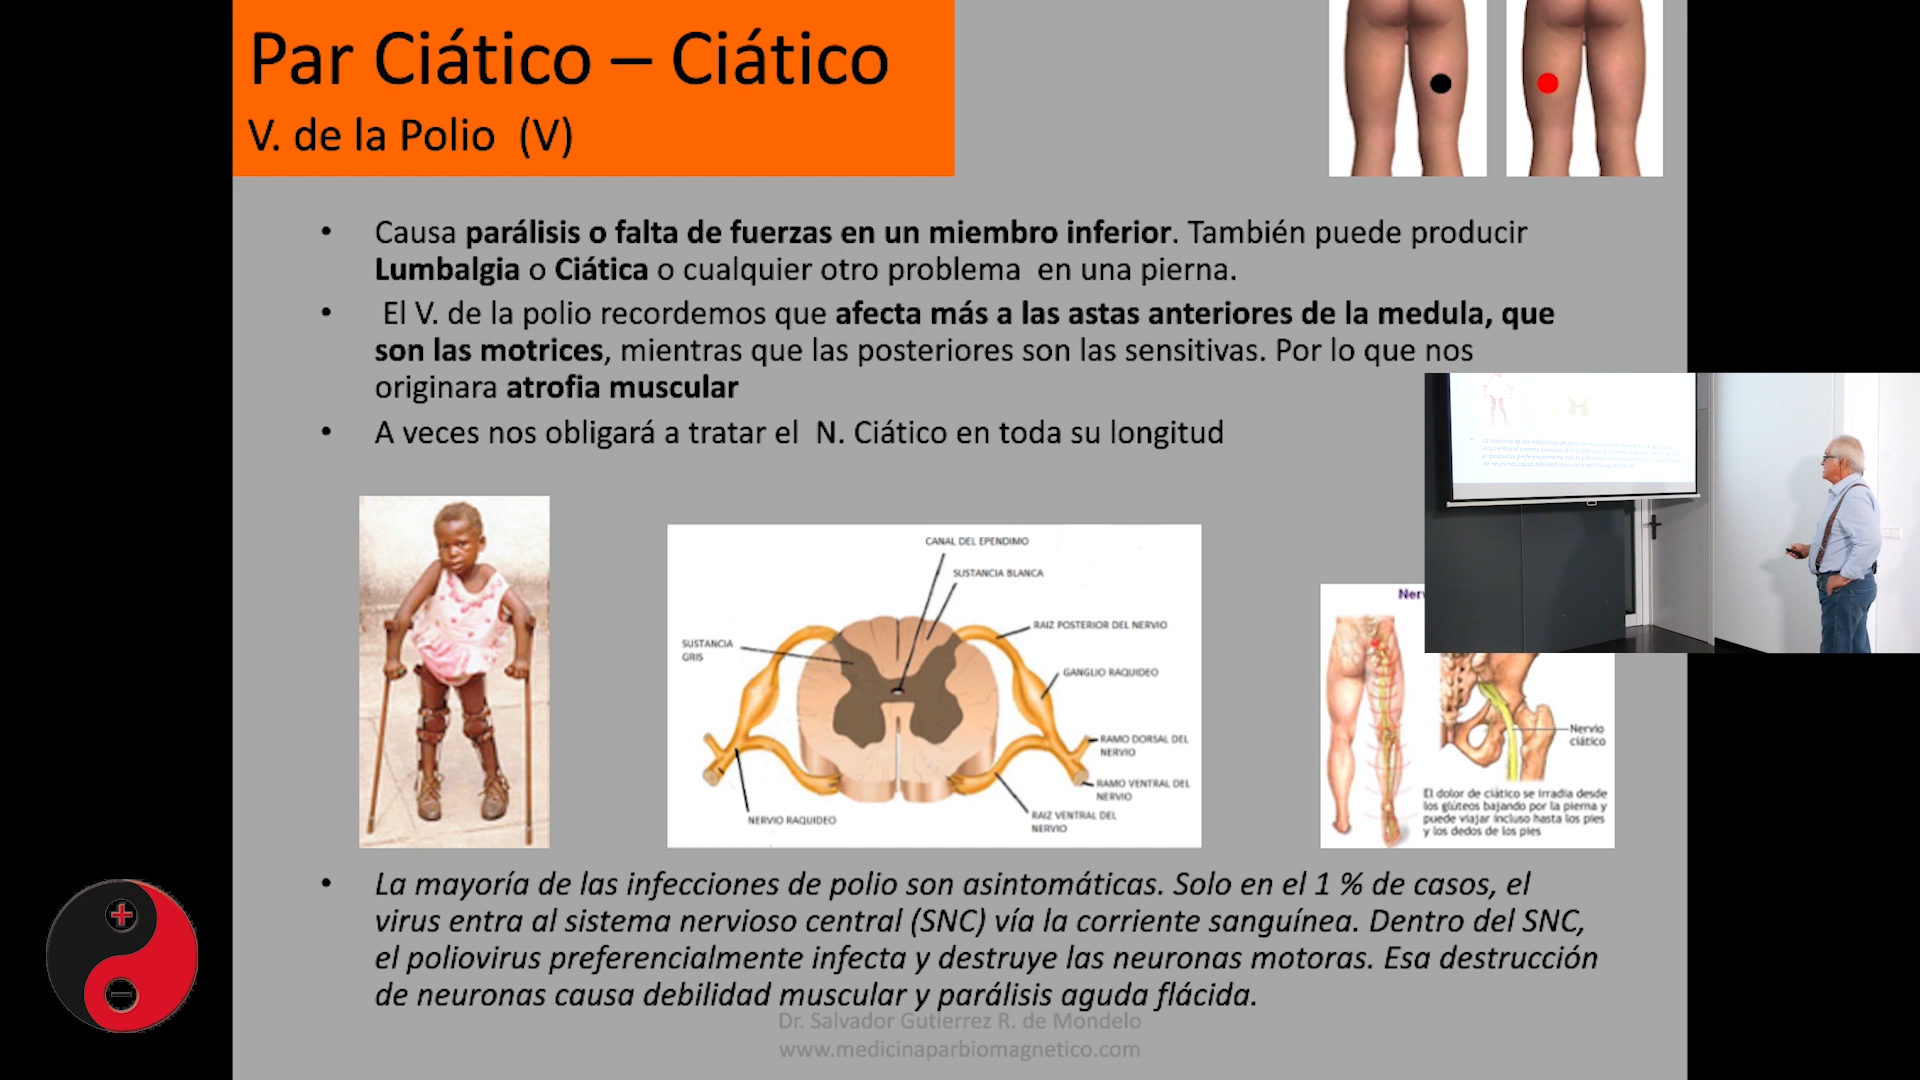 Par Ciático – Ciático
V. de la Polio (V)
• Causa parálisis o falta de fuerzas en un miembro inferior. También puede producir
Lumbalgia o Ciática o cualquier otro problema en una pierna.
• El V. de la polio recordemos que afecta más a las astas anteriores de la medula, que
son las motrices, mientras que las posteriores son las sensitivas. Por lo que nos
originara atrofia muscular
• A veces nos obligará a tratar el N. Ciático en toda su longitud
CANAL DEL EPENDIMO
SUSTANCIA BLANCA
RAIZ POSTERIOR DEL NERVIO
SUSTANCIA
GRIS
GANGLIO RAQUIDEO
RAMO DORSAL DEL
NERVIO
RAMO VENTRAL DEL
NERVIO
RAIZ VENTRAL DEL
NERVIO
NERVIO RAQUIDEO
Nervio
ciático
El dolor de ciático se irradia desde
los glúteos bajando por la pierna y
puede viajar incluso hasta los pies
y los dedos de los pies
• La mayoría de las infecciones de polio son asintomáticas. Solo en el 1 % de casos, el
virus entra al sistema nervioso central (SNC) vía la corriente sanguínea. Dentro del SNC,
el poliovirus preferencialmente infecta y destruye las neuronas motoras. Esa destrucción
de neuronas causa debilidad muscular y parálisis aguda flácida.
Dr. Salvador Gutierrez R. de Mondelo
www.medicinaparbiomagnetico.com